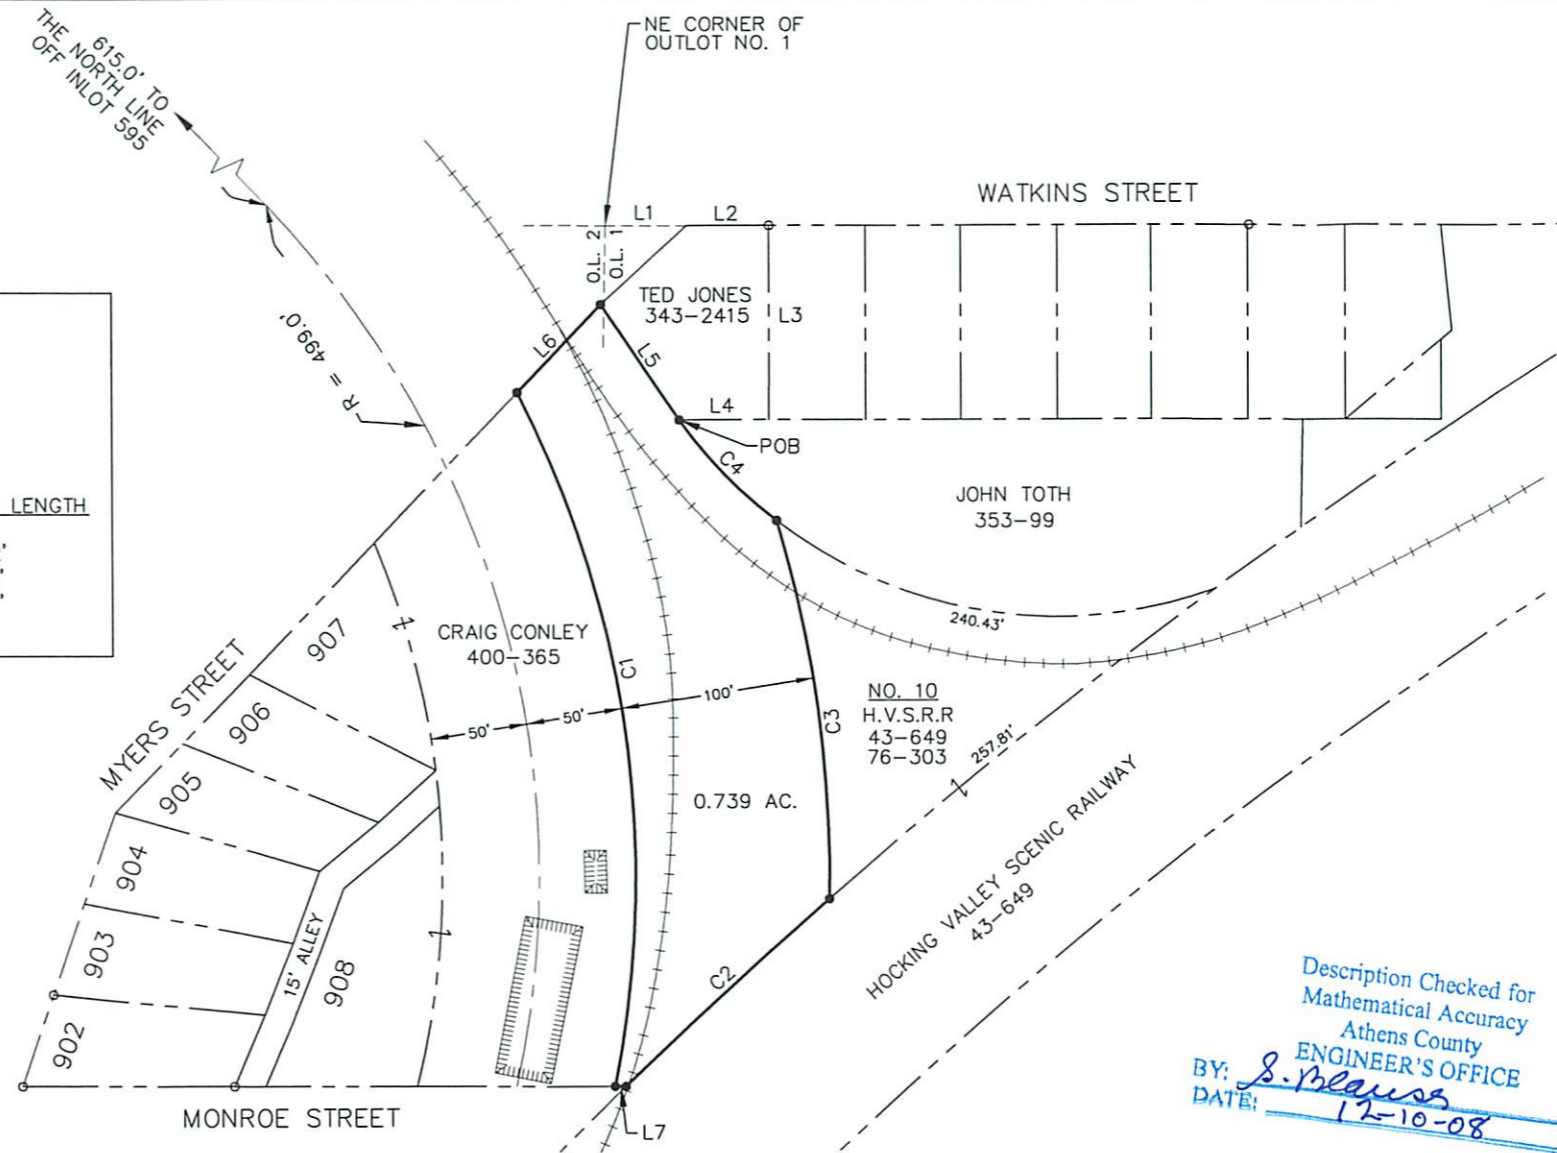 615.0' TO
THE NORTH LINE
OFF INLOT 595
NE CORNER OF
OUTLOT NO. 1
WATKINS STREET
L1
L2
O.L. 2
O.L. 1
TED JONES
343-2415
L3
R = 499.0'
L6
L5
L4
POB
C4
JOHN TOTH
353-99
LENGTH
240.43'
907
CRAIG CONLEY
400-365
C1
MYERS STREET
906
50'
50'
100'
NO. 10
H.V.S.R.R
43-649
76-303
C3
257.81'
905
0.739 AC.
HOCKING VALLEY SCENIC RAILWAY
43-649
904
903
15' ALLEY
908
C2
902
MONROE STREET
L7
Description Checked for
Mathematical Accuracy
Athens County
ENGINEER'S OFFICE
BY:
DATE: 12-10-08